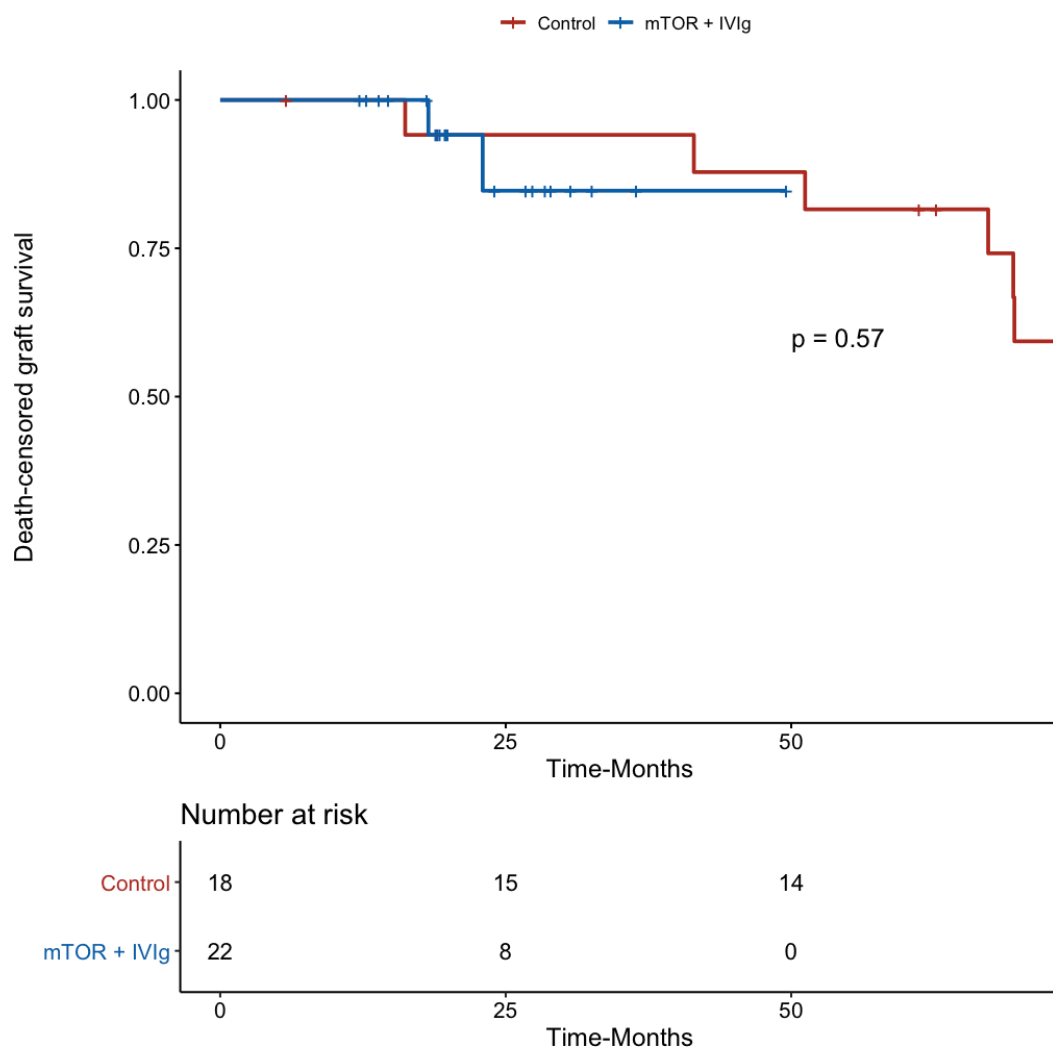 Control mTOR + IVIg
Death-censored graft survival
1.00
0.75
0.50
0.25
0.00
p = 0.57
0 25 50
Time-Months
Number at risk
Control 18 15 14
mTOR + IVIg 22 8 0
0 25 50
Time-Months